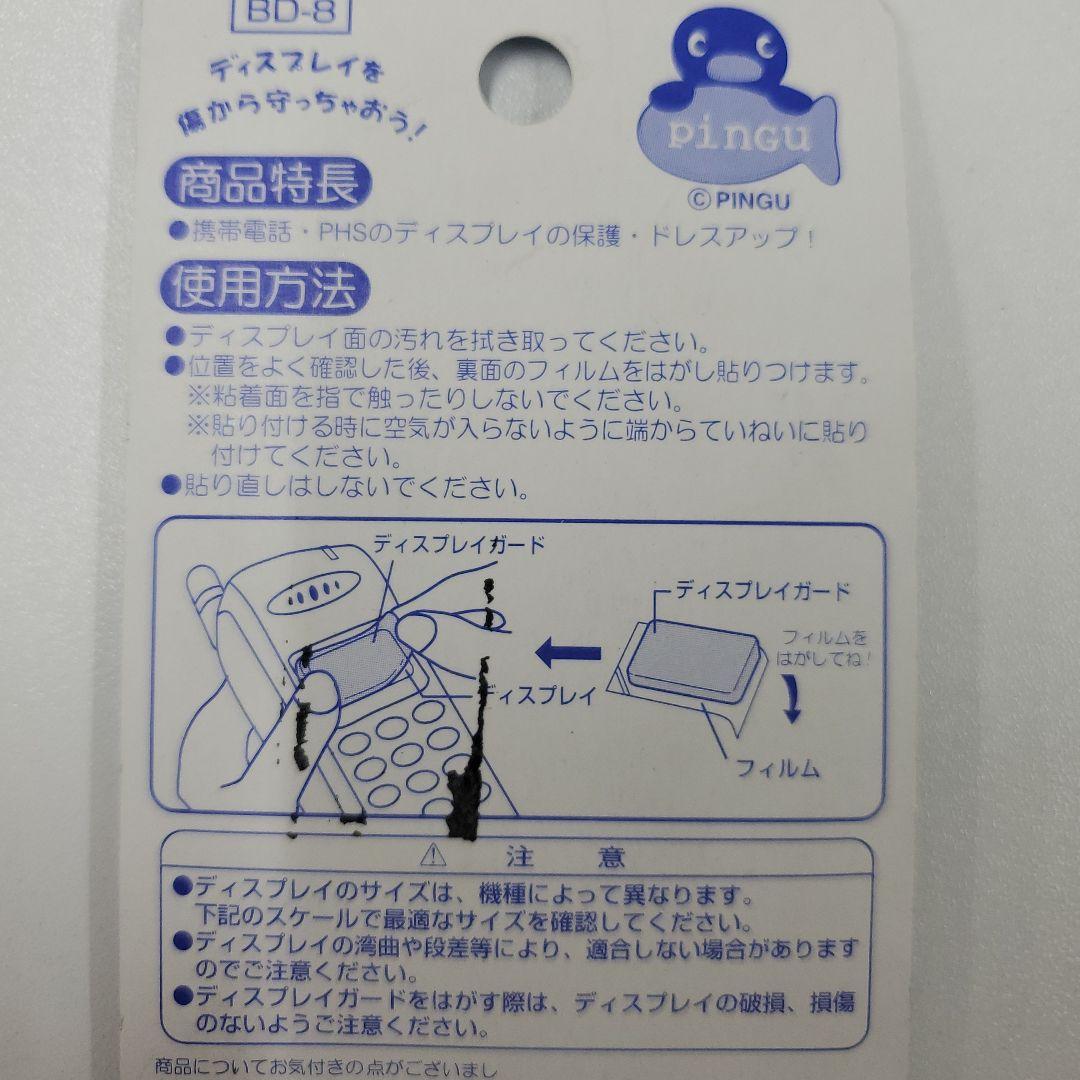 BD-8
ディスプレイを
傷から守っちゃおう!
pinGu
©PINGU
商品特長
●携帯電話・PHSのディスプレイの保護・ドレスアップ!
使用方法
●ディスプレイ面の汚れを拭き取ってください。
●位置をよく確認した後、裏面のフィルムをはがし貼りつけます。
※粘着面を指で触ったりしないでください。
※貼り付ける時に空気が入らないように端からていねいに貼り
付けてください。
●貼り直しはしないでください。
ディスプレイガード
ディスプレイ
ディスプレイガード
フィルムを
はがしてね!
フィルム
⚠ 注 意
●ディスプレイのサイズは、機種によって異なります。
下記のスケールで最適なサイズを確認してください。
●ディスプレイの湾曲や段差等により、適合しない場合があります
のでご注意ください。
●ディスプレイガードをはがす際は、ディスプレイの破損、損傷
のないようご注意ください。
商品についてお気付きの点がございまし